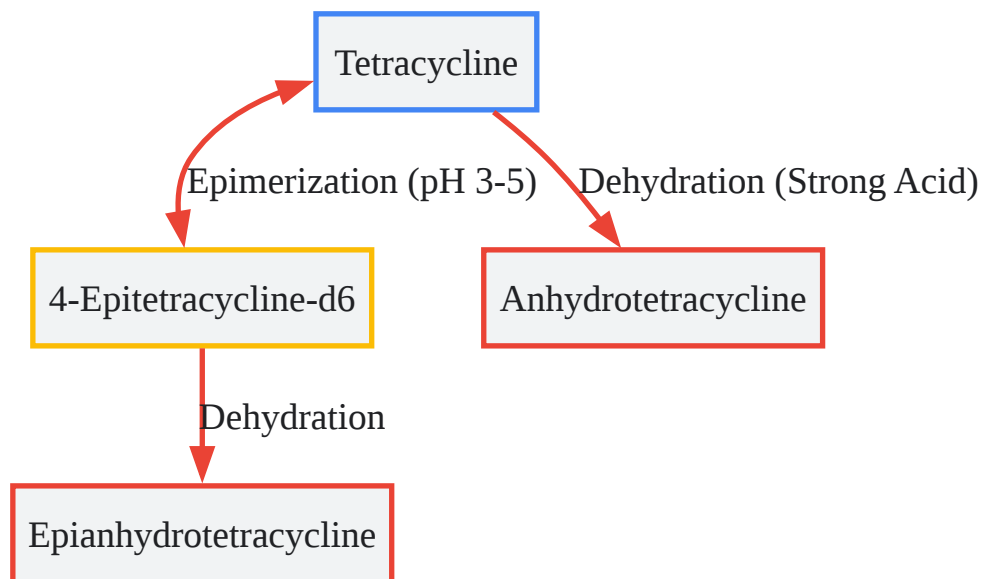 Tetracycline
Epimerization (pH 3-5)
Dehydration (Strong Acid)
4-Epitetracycline-d6
Anhydrotetracycline
Dehydration
Epianhydrotetracycline